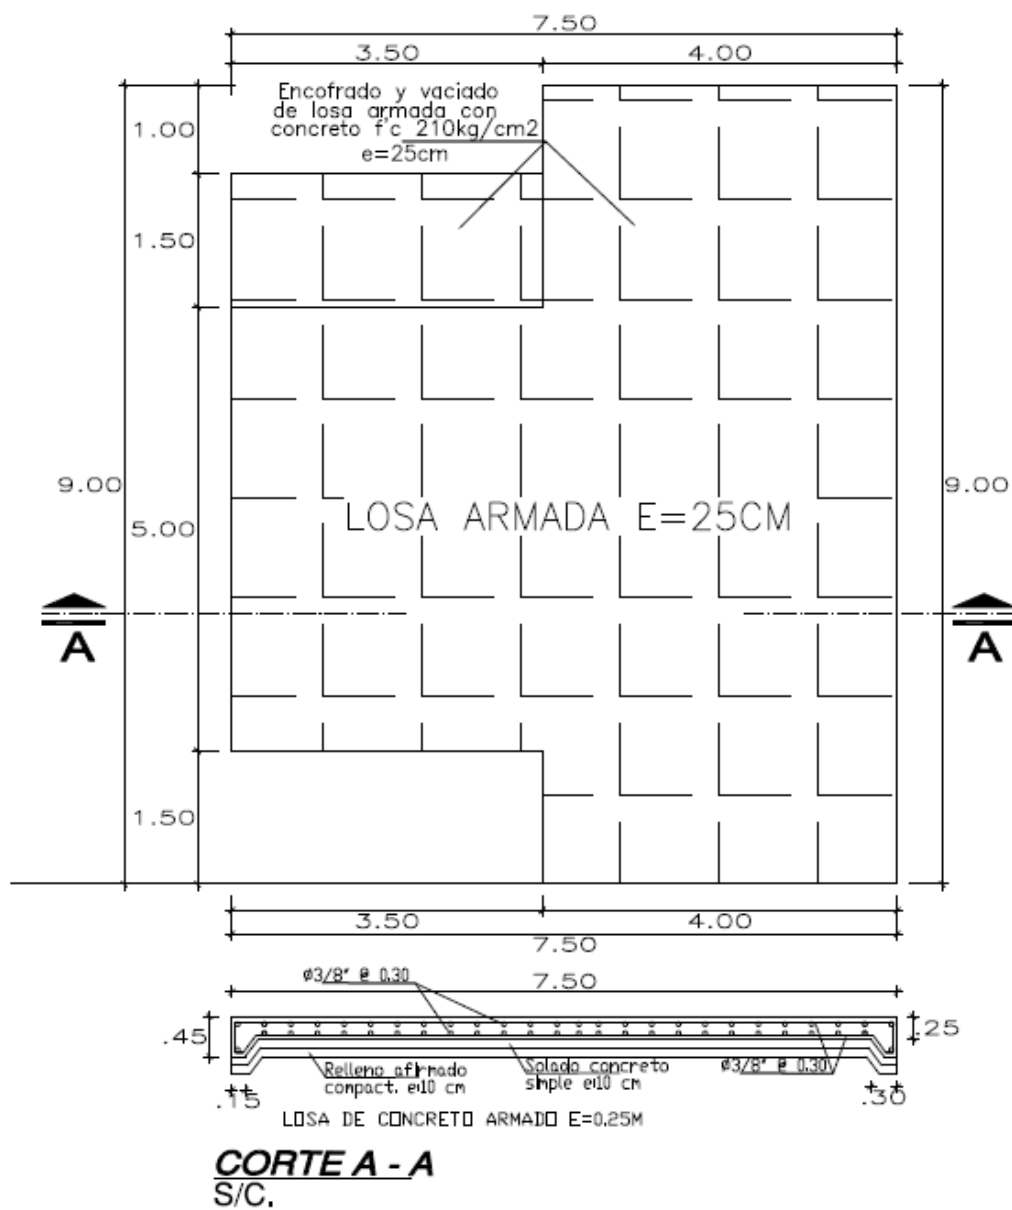 7.50
3.50
4.00
Encofrado y vaciado
de losa armada con
concreto f'c 210kg/cm2
e=25cm
1.00
1.50
9.00
5.00
9.00
LOSA ARMADA E=25CM
A
A
1.50
3.50
4.00
7.50
Ø3/8" @ 0.30
7.50
.45
.25
Relleno afirmado
compact. e:10 cm
Solado concreto
simple e:10 cm
Ø3/8" @ 0.30
.15
.30
LOSA DE CONCRETO ARMADO E=0.25M
CORTE A - A
S/C.